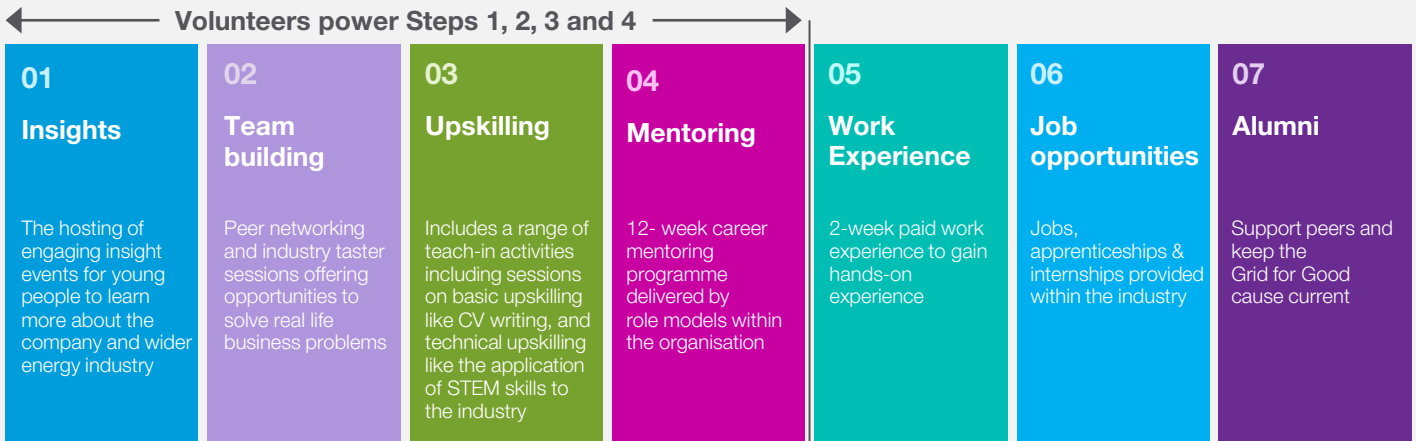 Volunteers power Steps 1, 2, 3 and 4
01
Insights
The hosting of
engaging insight
events for young
people to learn
more about the
company and wider
energy industry
02
Team
building
Peer networking
and industry taster
sessions offering
opportunities to
solve real life
business problems
03
Upskilling
Includes a range of
teach-in activities
including sessions
on basic upskilling
like CV writing, and
technical upskilling
like the application
of STEM skills to
the industry
04
Mentoring
12- week career
mentoring
programme
delivered by
role models within
the organisation
05
Work
Experience
2-week paid work
experience to gain
hands-on
experience
06
Job
opportunities
Jobs,
apprenticeships &
internships provided
within the industry
07
Alumni
Support peers and
keep the
Grid for Good
cause current